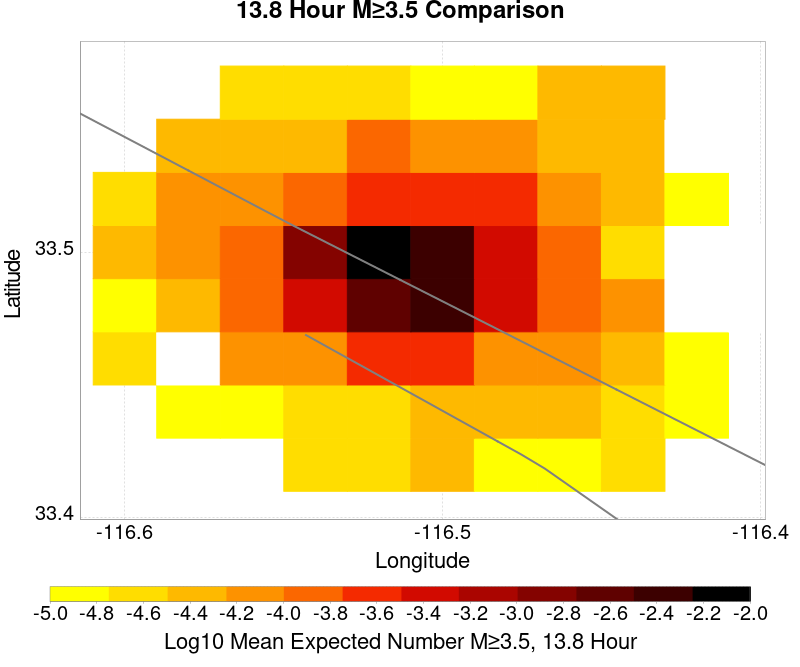 13.8 Hour M≥3.5 Comparison
Latitude
33.5
33.4
-116.6 -116.5 -116.4
Longitude
-5.0 -4.8 -4.6 -4.4 -4.2 -4.0 -3.8 -3.6 -3.4 -3.2 -3.0 -2.8 -2.6 -2.4 -2.2 -2.0
Log10 Mean Expected Number M≥3.5, 13.8 Hour